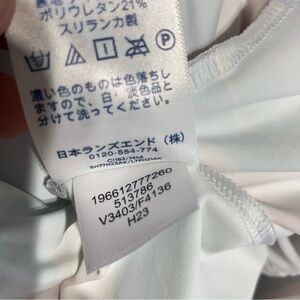 ポリウレタン21%
スリランカ製
P
濃い色のものは色落ちし
ますので、白、淡色品と
分けて洗ってください。
日本ランズエンド(株)
0120-554-774
196612777260
513786
V3403/F4136
H23